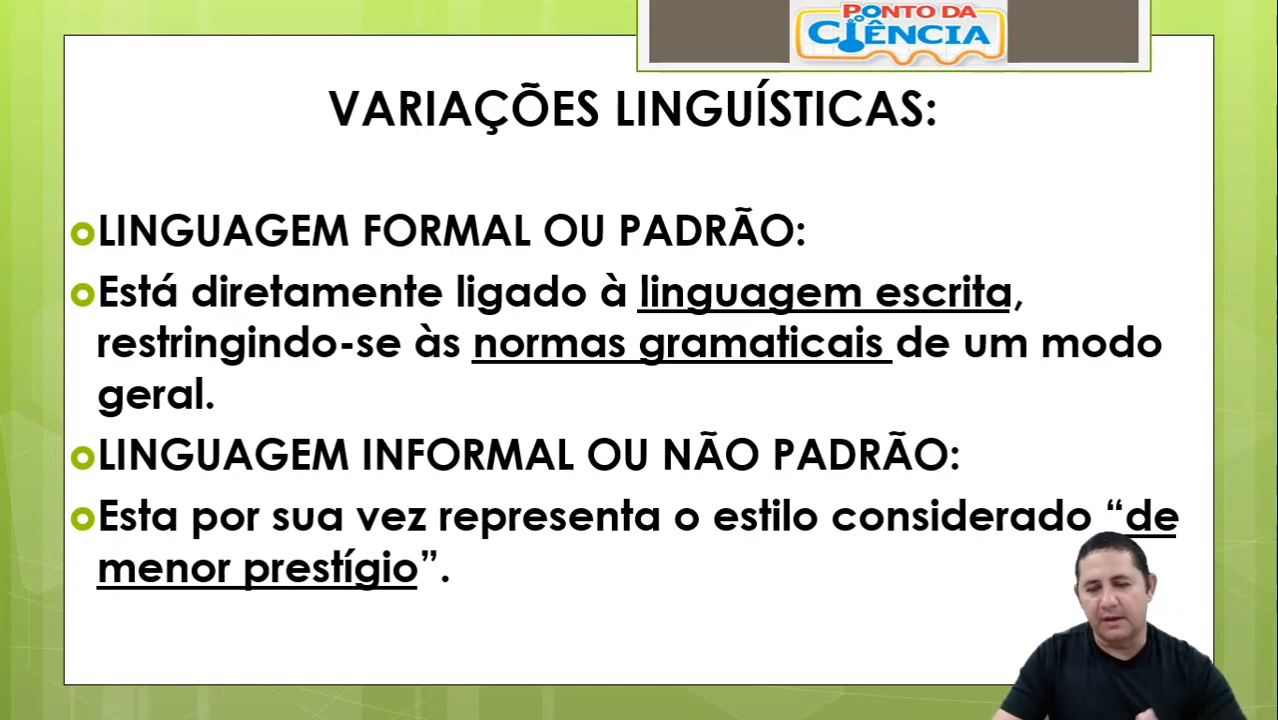 PONTO DA
CIÊNCIA
VARIAÇÕES LINGUÍSTICAS:
LINGUAGEM FORMAL OU PADRÃO:
Está diretamente ligado à linguagem escrita,
restringindo-se às normas gramaticais de um modo
geral.
LINGUAGEM INFORMAL OU NÃO PADRÃO:
Esta por sua vez representa o estilo considerado “de
menor prestígio”.